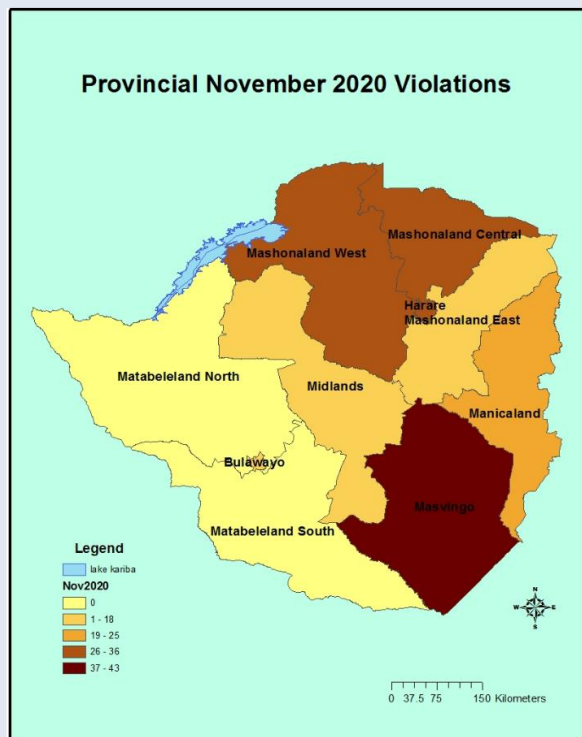 Provincial November 2020 Violations
Mashonaland Central
Mashonaland West
Harare
Mashonaland East
Matabeleland North
Midlands
Manicaland
Bulawayo
Masvingo
Matabeleland South
Legend
lake kariba
Nov2020
0
1 - 18
19 - 25
26 - 36
37 - 43
N
W E
S
0 37.5 75 150 Kilometers